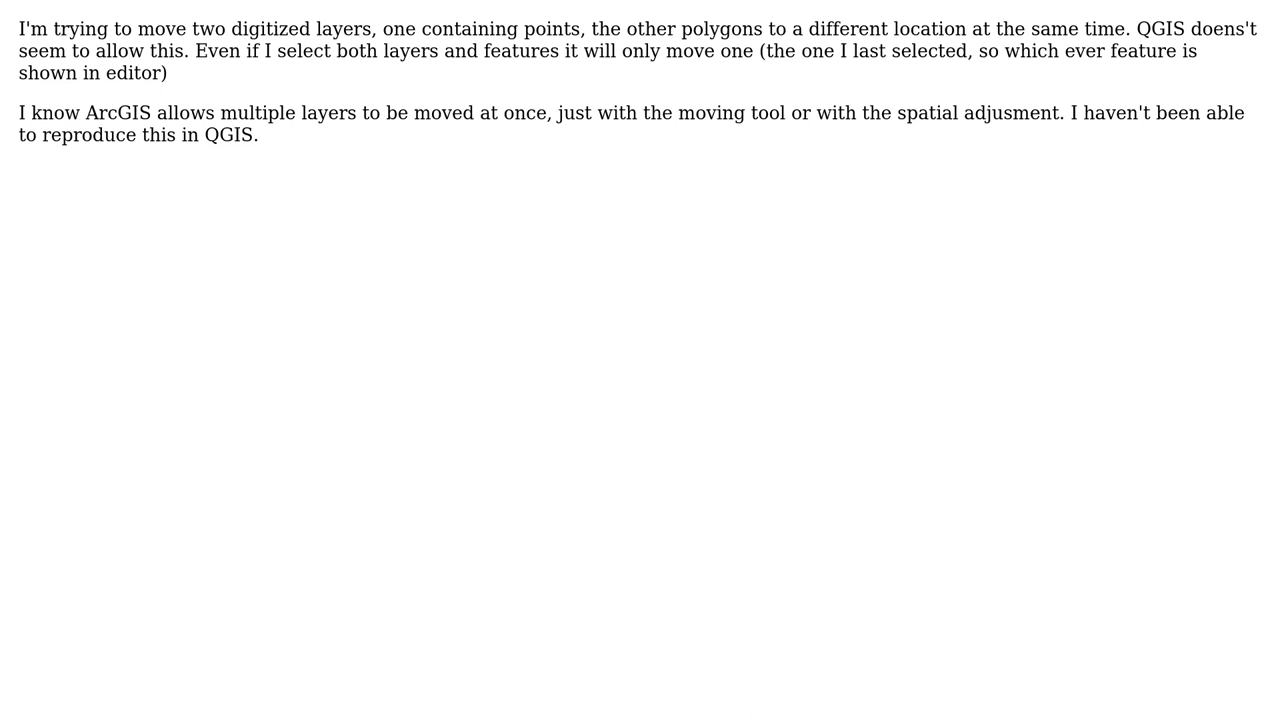 I'm trying to move two digitized layers, one containing points, the other polygons to a different location at the same time. QGIS doens't
seem to allow this. Even if I select both layers and features it will only move one (the one I last selected, so which ever feature is
shown in editor)
I know ArcGIS allows multiple layers to be moved at once, just with the moving tool or with the spatial adjusment. I haven't been able
to reproduce this in QGIS.